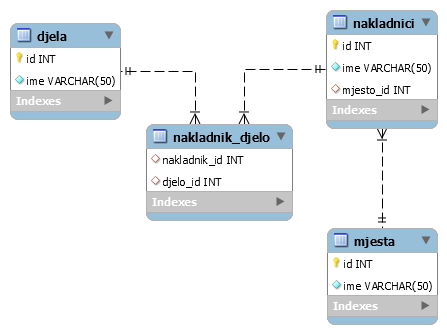 djela
id INT
ime VARCHAR(50)
Indexes
nakladnici
id INT
ime VARCHAR(50)
mjesto_id INT
Indexes
nakladnik_djelo
nakladnik_id INT
djelo_id INT
Indexes
mjesta
id INT
ime VARCHAR(50)
Indexes